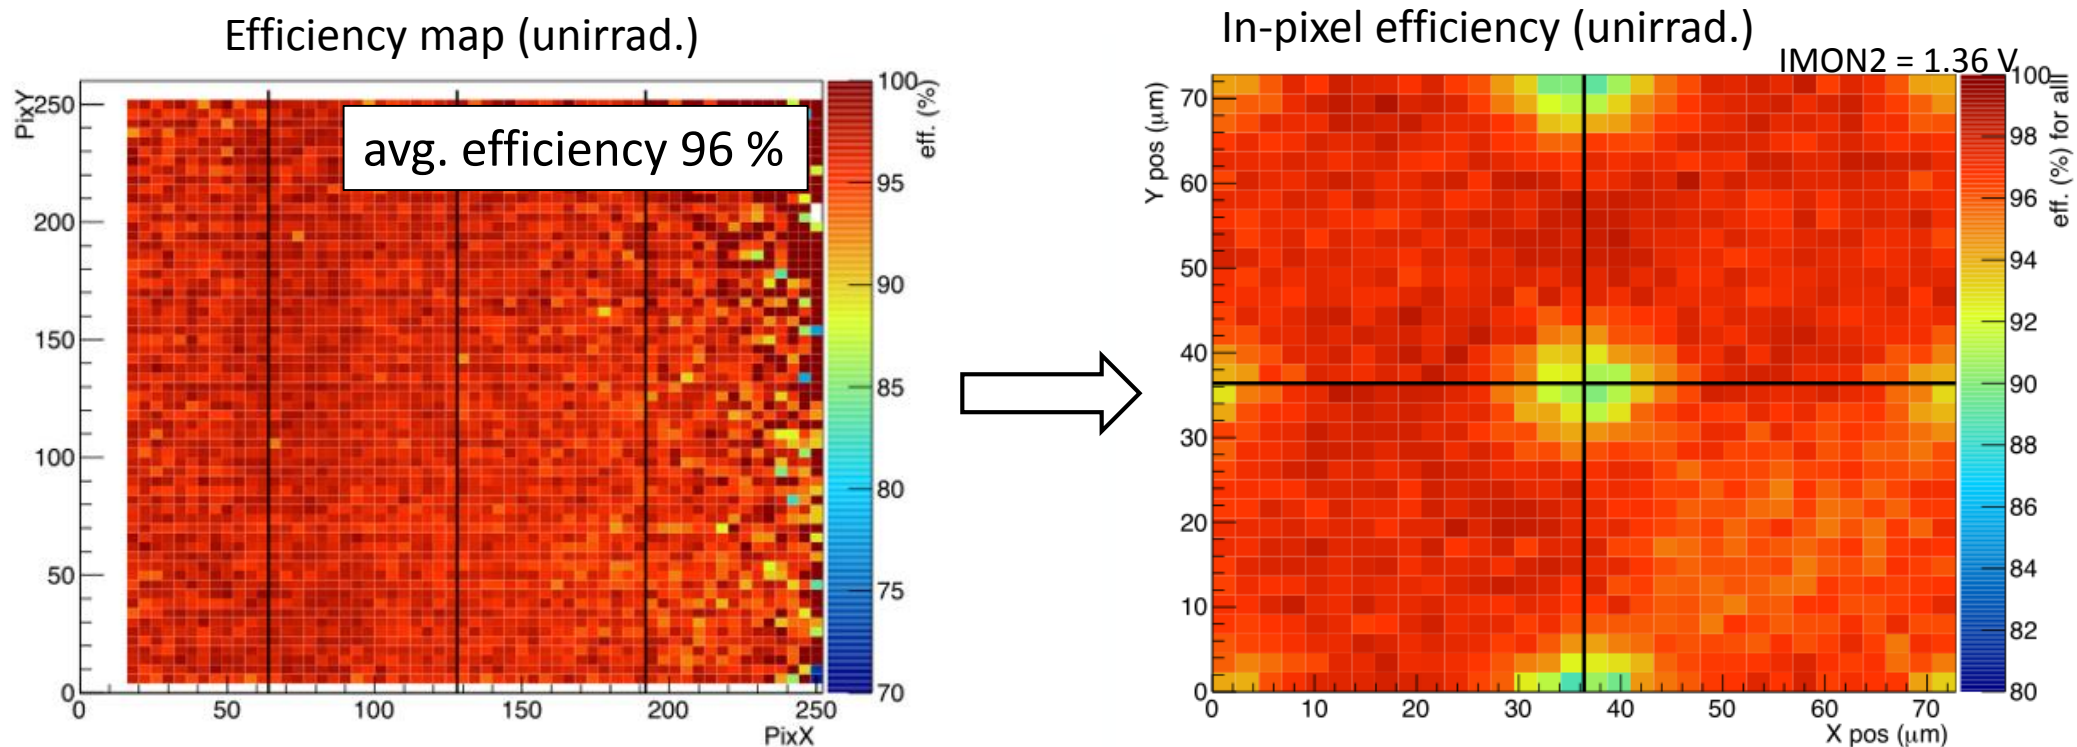 Efficiency map (unirrad.)
In-pixel efficiency (unirrad.)
IMON2 = 1.36 V
avg. efficiency 96 %
PixY
250
200
150
100
50
0
0 50 100 150 200 250
PixX
100
95
90
85
80
75
70
eff. (%)
Y pos (μm)
70
60
50
40
30
20
10
0
0 10 20 30 40 50 60 70
X pos (μm)
100
98
96
94
92
90
88
86
84
82
80
eff. (%) for all